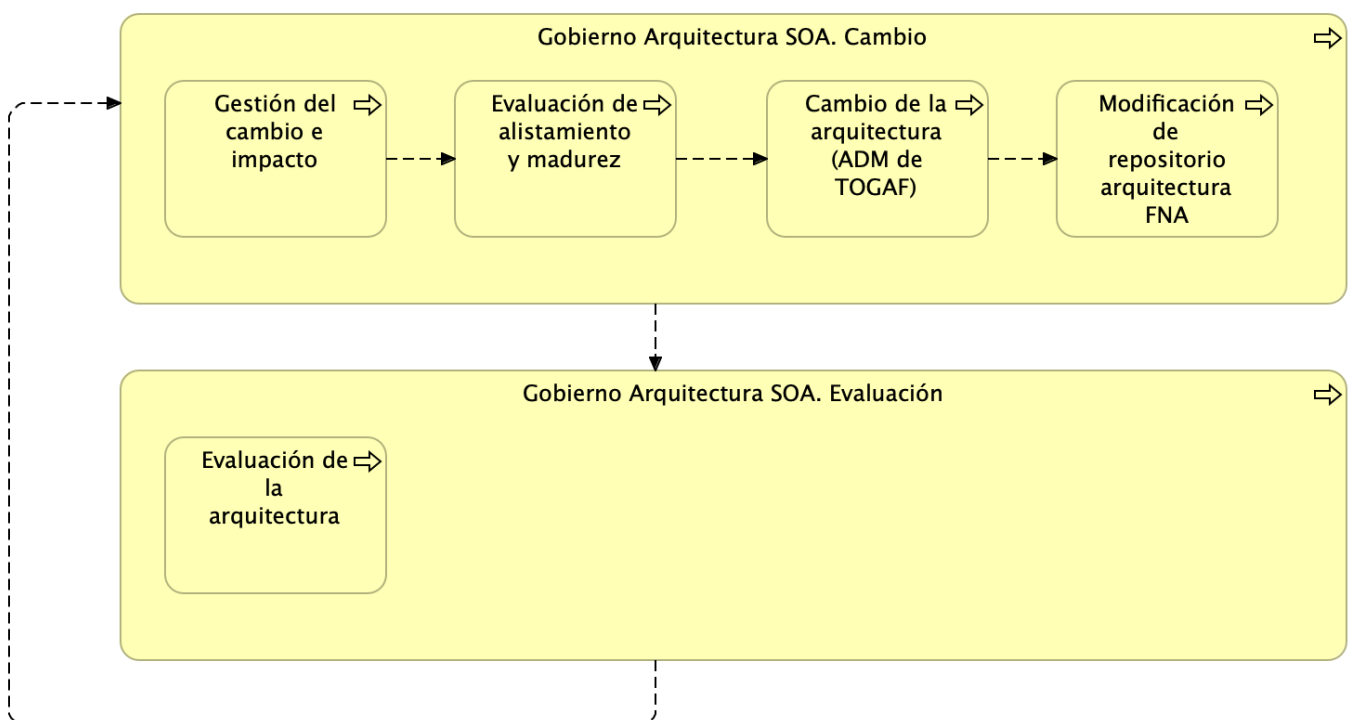 Gobierno Arquitectura SOA. Cambio
Gestión del
cambio e
impacto
Evaluación de
alistamiento
y madurez
Cambio de la
arquitectura
(ADM de
TOGAF)
Modificación
de
repositorio
arquitectura
FNA
Gobierno Arquitectura SOA. Evaluación
Evaluación de
la
arquitectura